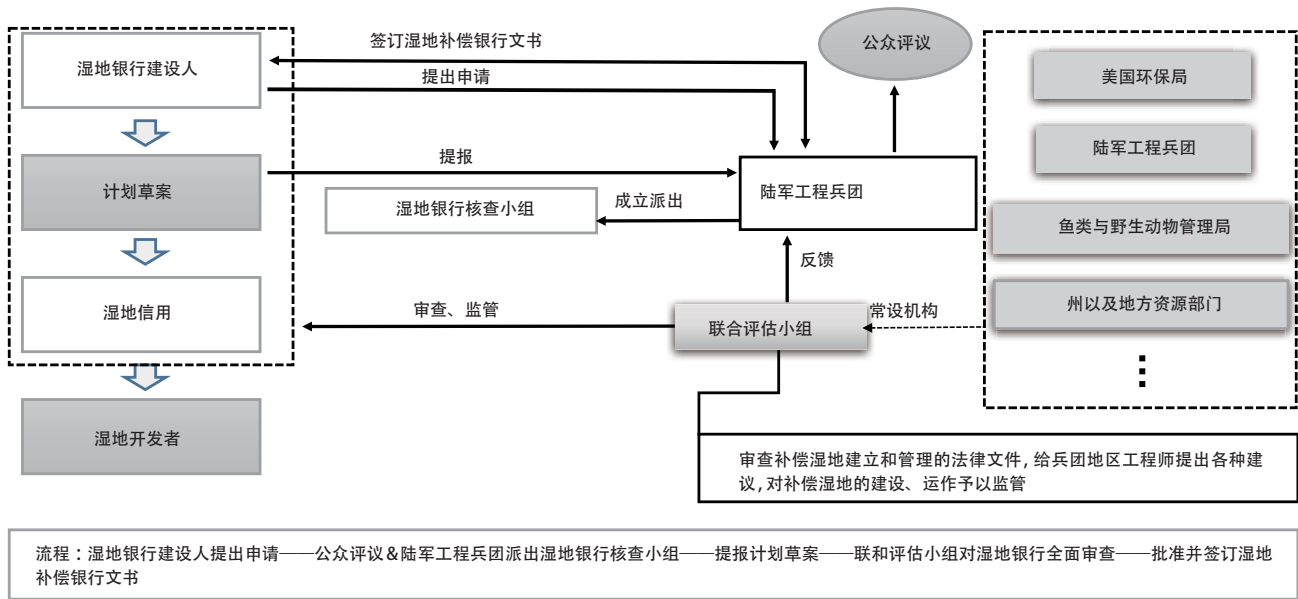 签订湿地补偿银行文书
公众评议
湿地银行建设人
提出申请
美国环保局
陆军工程兵团
提报
计划草案
湿地银行核查小组
成立派出
陆军工程兵团
鱼类与野生动物管理局
反馈
湿地信用
审查、监管
联合评估小组
常设机构
州以及地方资源部门
湿地开发者
审查补偿湿地建立和管理的法律文件,给兵团地区工程师提出各种建
议,对补偿湿地的建设、运作予以监管
流程：湿地银行建设人提出申请——公众评议&陆军工程兵团派出湿地银行核查小组——提报计划草案——联和评估小组对湿地银行全面审查——批准并签订湿地
补偿银行文书